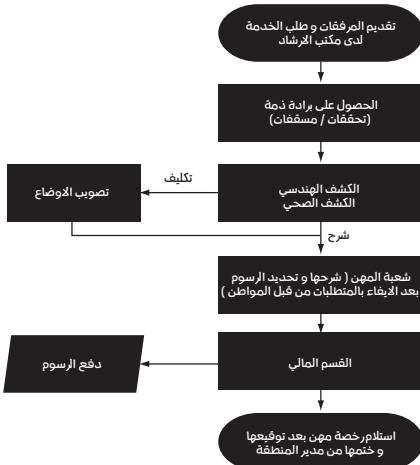 تقديم المرفقات و طلب الخدمة
لدى مكتب الارشاد
الحصول على براءة ذمة
(تحققات / مسقفات)
تكليف
الكشف الهندسي
الكشف الصحي
تصويب الاوضاع
شرح
شعبة المهن ( شرحها و تحديد الرسوم
بعد الايفاء بالمتطلبات من قبل المواطن )
القسم المالي
دفع الرسوم
استلام رخصة مهن بعد توقيعها
و ختمها من مدير المنطقة